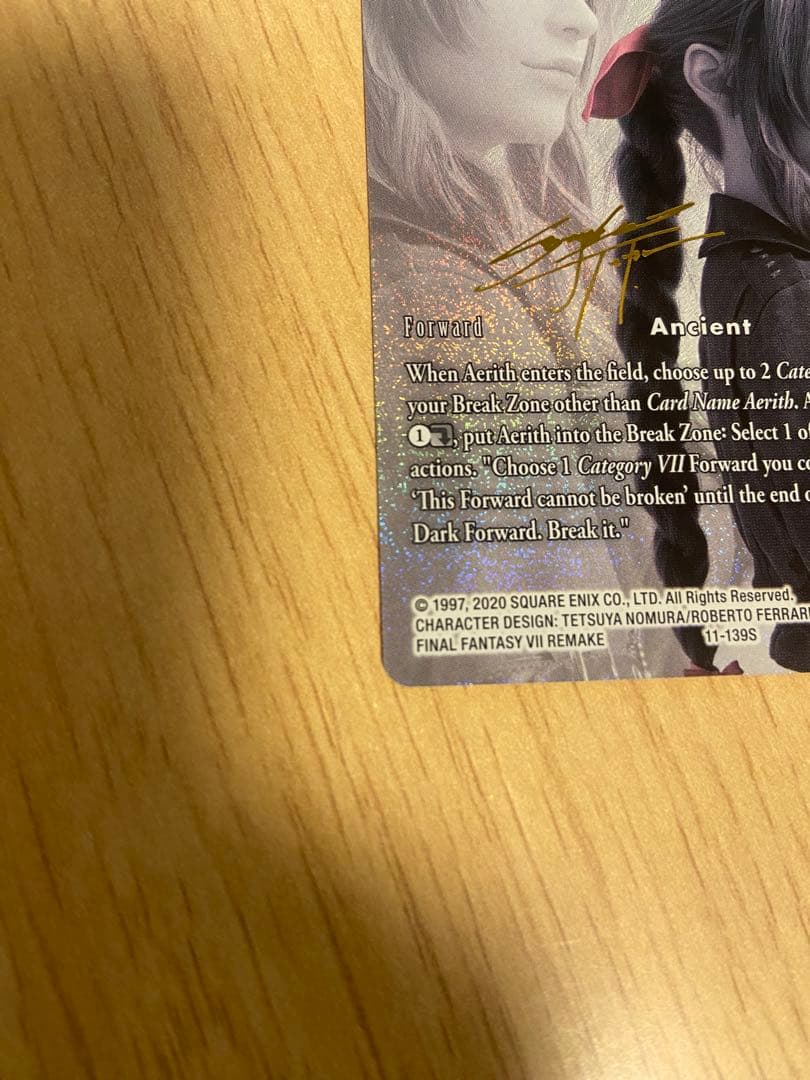 Forward Ancient
When Aerith enters the field, choose up to 2 Cate
your Break Zone other than Card Name Aerith. A
1, put Aerith into the Break Zone: Select 1 of
actions. "Choose 1 Category VII Forward you co
'This Forward cannot be broken' until the end o
Dark Forward. Break it."
© 1997, 2020 SQUARE ENIX CO., LTD. All Rights Reserved.
CHARACTER DESIGN: TETSUYA NOMURA/ROBERTO FERRARI
FINAL FANTASY VII REMAKE 11-139S